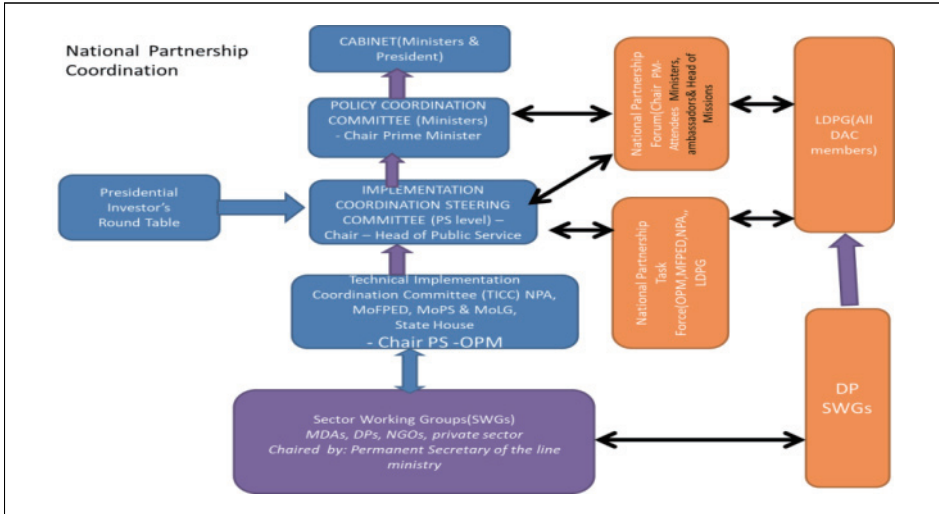 National Partnership
Coordination
CABINET(Ministers &
President)
POLICY COORDINATION
COMMITTEE (Ministers)
- Chair Prime Minister
Presidential
Investor's
Round Table
IMPLEMENTATION
COORDINATION STEERING
COMMITTEE (PS level) –
Chair – Head of Public Service
Technical Implementation
Coordination Committee (TICC) NPA,
MoFPED, MoPS & MoLG,
State House
- Chair PS -OPM
Sector Working Groups(SWGs)
MDAs, DPs, NGOs, private sector
Chaired by: Permanent Secretary of the line
ministry
National Partnership
Forum(Chair PM-
Attendees Ministers,
ambassadors& Head of
Missions
National Partnership
Task
Force(OPM,MFPED,NPA,,
LDPG
LDPG(All
DAC
members)
DP
SWGs